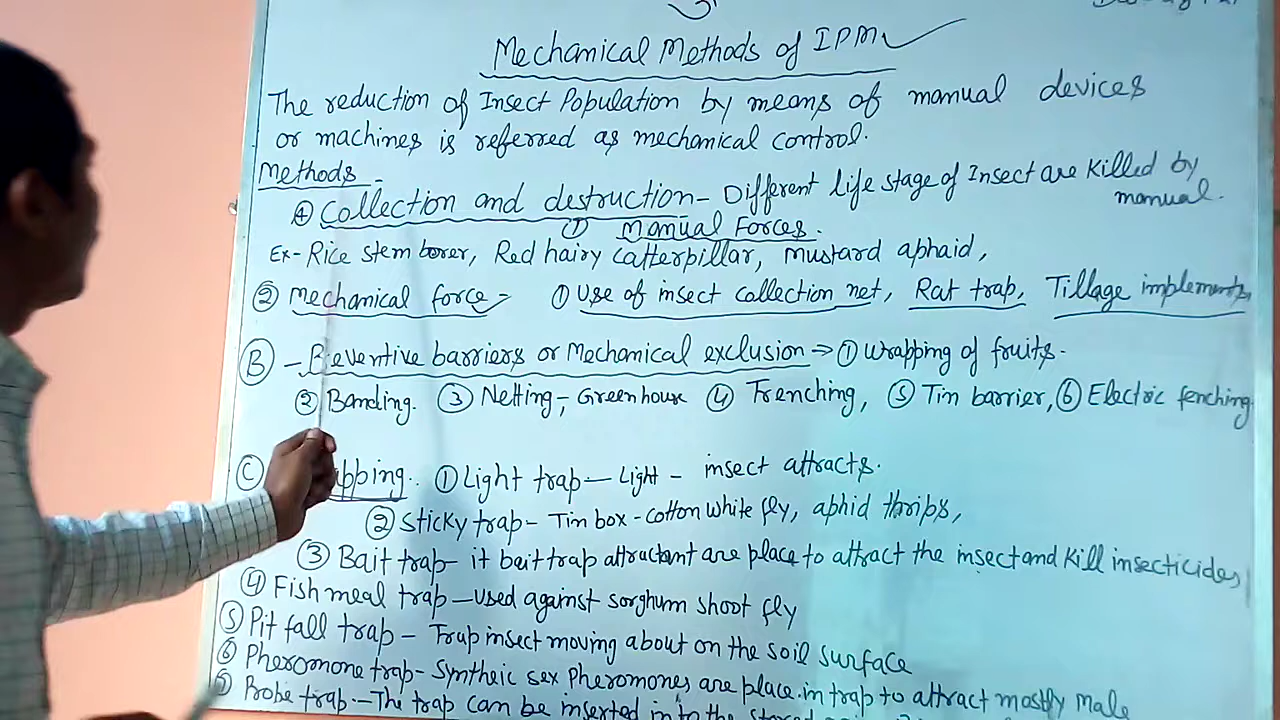 Mechanical Methods of IPM
The reduction of Insect Population by means of manual devices
or machines is referred as mechanical control.
Methods -
A Collection and destruction - Different life stage of Insect are Killed by
manual.
① Manual Forces.
Ex- Rice stem borer, Red hairy catterpillar, Mustard aphaid,
② Mechanical force > ① Use of insect collection net, Rat trap, Tillage implements
B - Preventive barriers or Mechanical exclusion → ① Wrapping of fruits.
② Banding. ③ Netting - Greenhouse ④ Trenching, ⑤ Tin barrier, ⑥ Electric fenching.
C pping. ① Light trap — Light - insect attracts.
② Sticky trap - Tin box - Cotton white fly, aphid thrips,
③ Bait trap - it bait trap attractant are place to attract the insect and kill insecticides,
④ Fish meal trap - used against sorghum shoot fly
⑤ Pit fall trap - Trap insect moving about on the soil surface
⑥ Pheromone trap - Syntheic sex Pheromones are place in trap to attract mostly male
Probe trap - The trap can be inserted into the